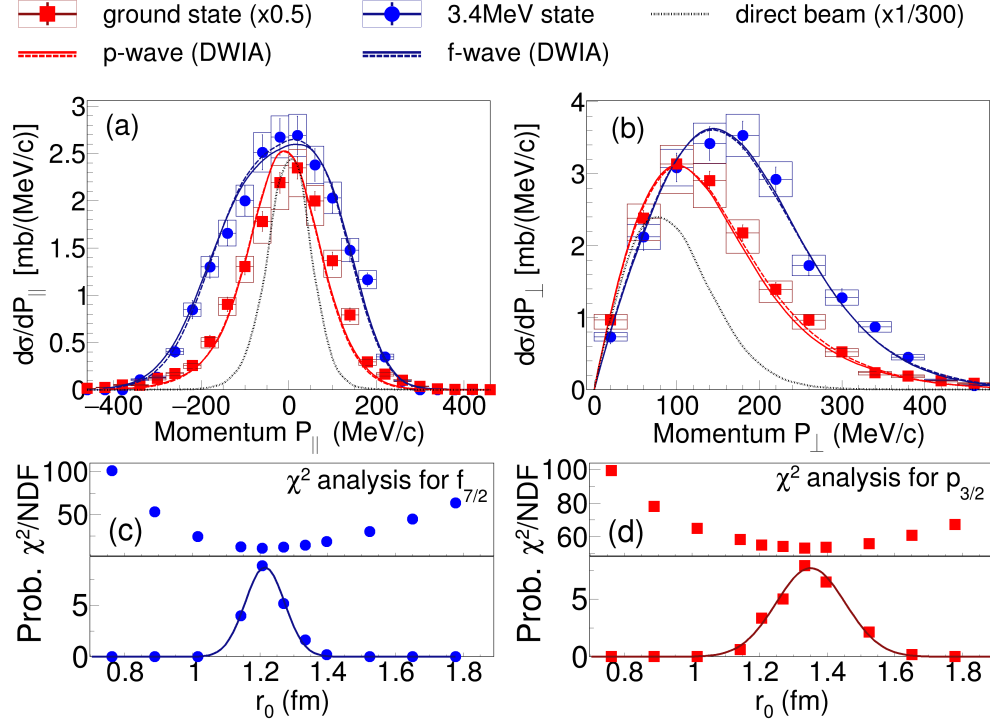 ground state (x0.5) 3.4MeV state direct beam (x1/300)
p-wave (DWIA) f-wave (DWIA)
(a)
dσ/dP∥ [mb/(MeV/c)]
3
2.5
2
1.5
1
0.5
0
−400 −200 0 200 400
Momentum P∥ (MeV/c)
(b)
dσ/dP⊥ [mb/(MeV/c)]
4
3
2
1
0
0 100 200 300 400
Momentum P⊥ (MeV/c)
χ²/NDF
100
50
χ² analysis for f7/2
(c)
Prob.
5
0
0.8 1 1.2 1.4 1.6 1.8
r0 (fm)
χ²/NDF
100
80
60
χ² analysis for p3/2
(d)
Prob.
5
0
0.8 1 1.2 1.4 1.6 1.8
r0 (fm)